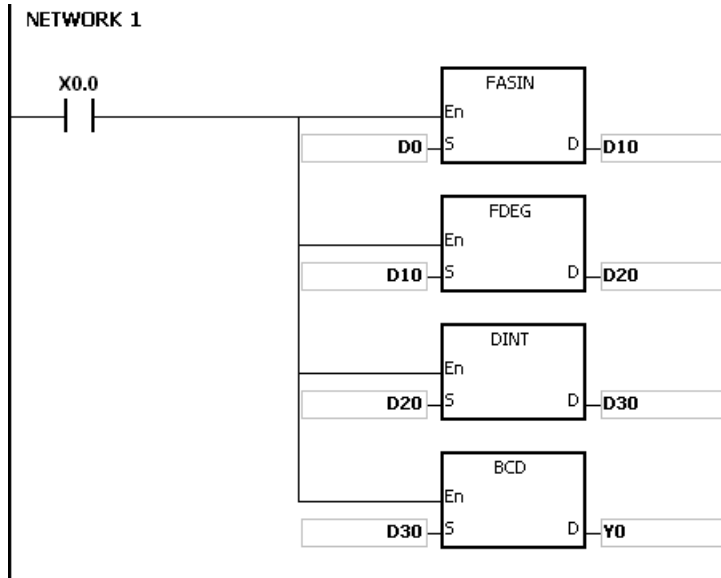 NETWORK 1
X0.0
FASIN
En
D0 S D D10
FDEG
En
D10 S D D20
DINT
En
D20 S D D30
BCD
En
D30 S D Y0